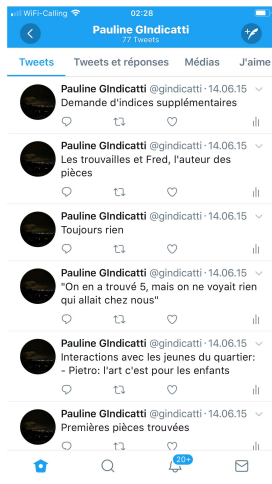 WiFi-Calling 02:28
Pauline GIndicatti
77 Tweets
Tweets Tweets et réponses Médias J'aime
Pauline GIndicatti @gindicatti · 14.06.15
Demande d'indices supplémentaires
Pauline GIndicatti @gindicatti · 14.06.15
Les trouvailles et Fred, l'auteur des
pièces
Pauline GIndicatti @gindicatti · 14.06.15
Toujours rien
Pauline GIndicatti @gindicatti · 14.06.15
"On en a trouvé 5, mais on ne voyait rien
qui allait chez nous"
Pauline GIndicatti @gindicatti · 14.06.15
Interactions avec les jeunes du quartier:
- Pietro: l'art c'est pour les enfants
Pauline GIndicatti @gindicatti · 14.06.15
Premières pièces trouvées
20+